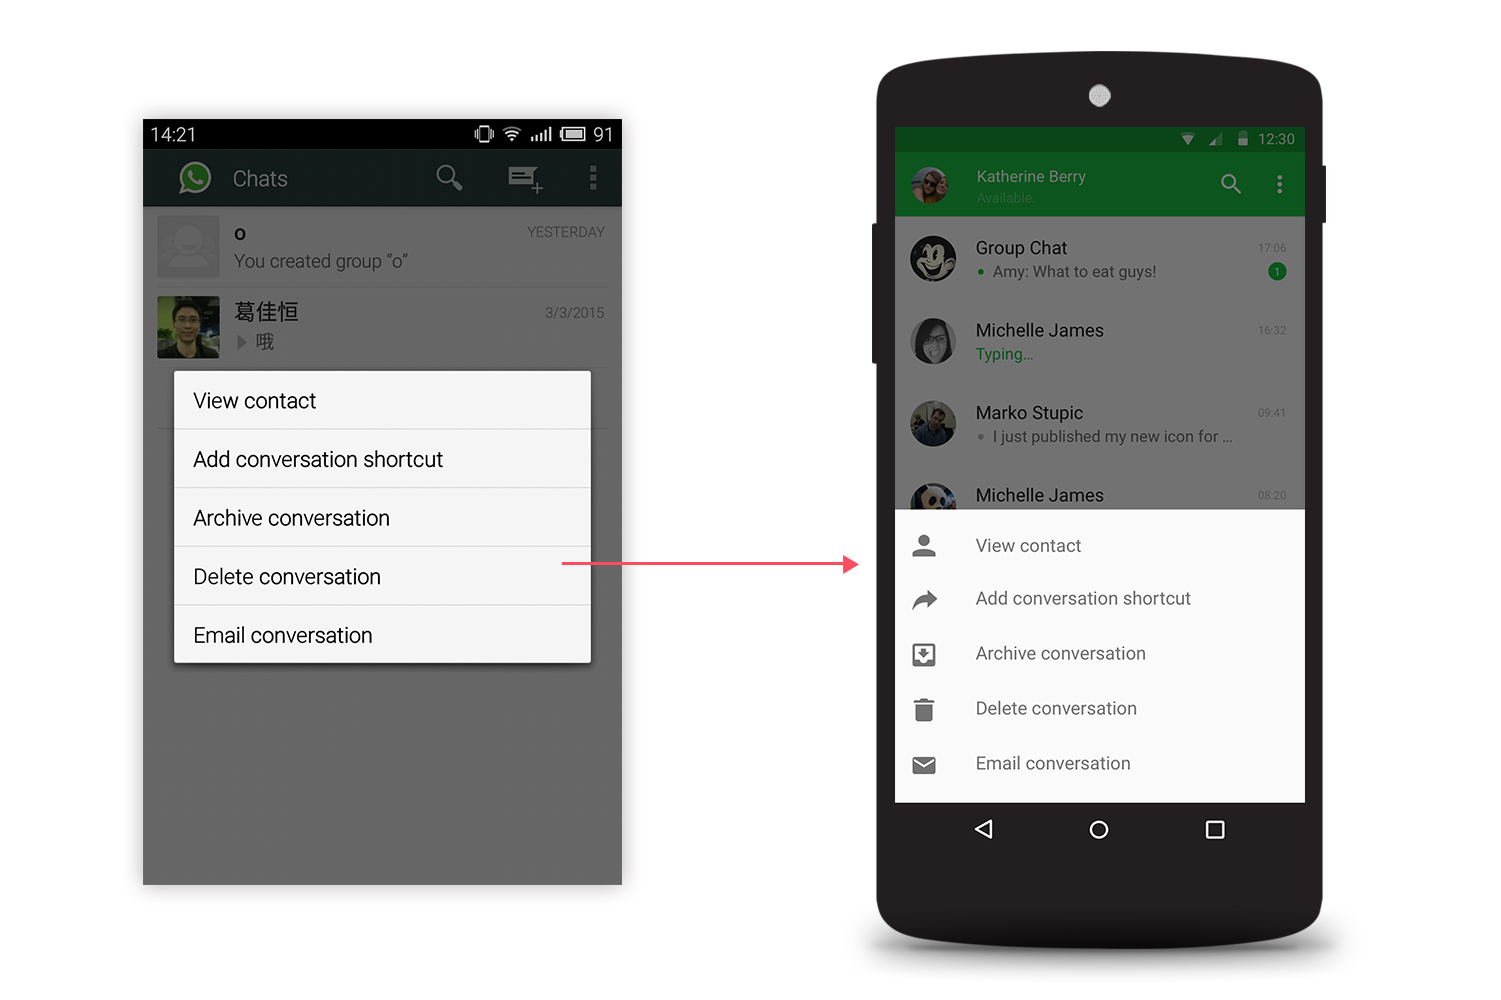 14:21
91
Chats
o
YESTERDAY
You created group “o”
葛佳恒
3/3/2015
哦
View contact
Add conversation shortcut
Archive conversation
Delete conversation
Email conversation
12:30
Katherine Berry
Available.
Group Chat
17:06
Amy: What to eat guys!
1
Michelle James
16:32
Typing...
Marko Stupic
09:41
I just published my new icon for ...
Michelle James
08:20
View contact
Add conversation shortcut
Archive conversation
Delete conversation
Email conversation